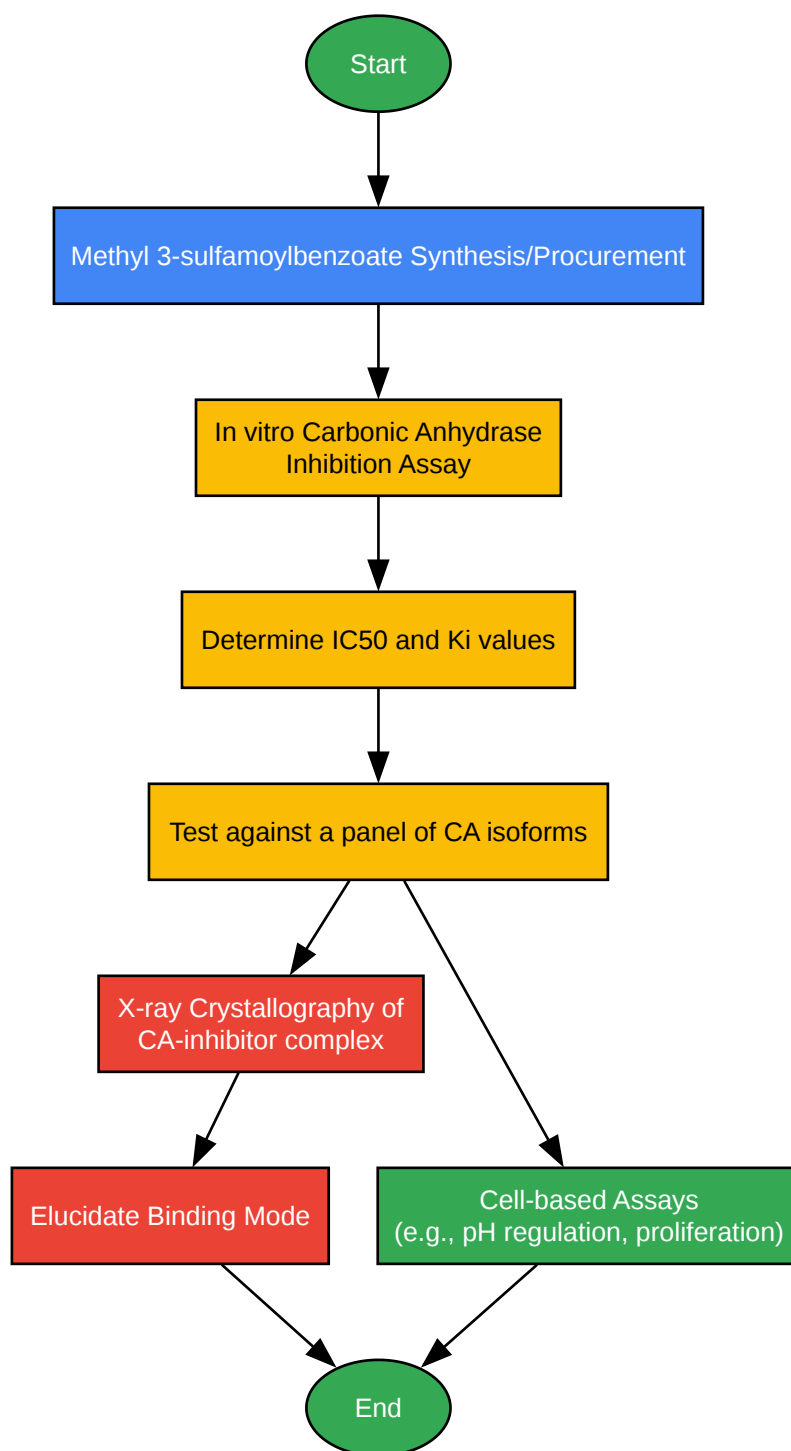 Start
Methyl 3-sulfamoylbenzoate Synthesis/Procurement
In vitro Carbonic Anhydrase
Inhibition Assay
Determine IC50 and Ki values
Test against a panel of CA isoforms
X-ray Crystallography of
CA-inhibitor complex
Elucidate Binding Mode
Cell-based Assays
(e.g., pH regulation, proliferation)
End